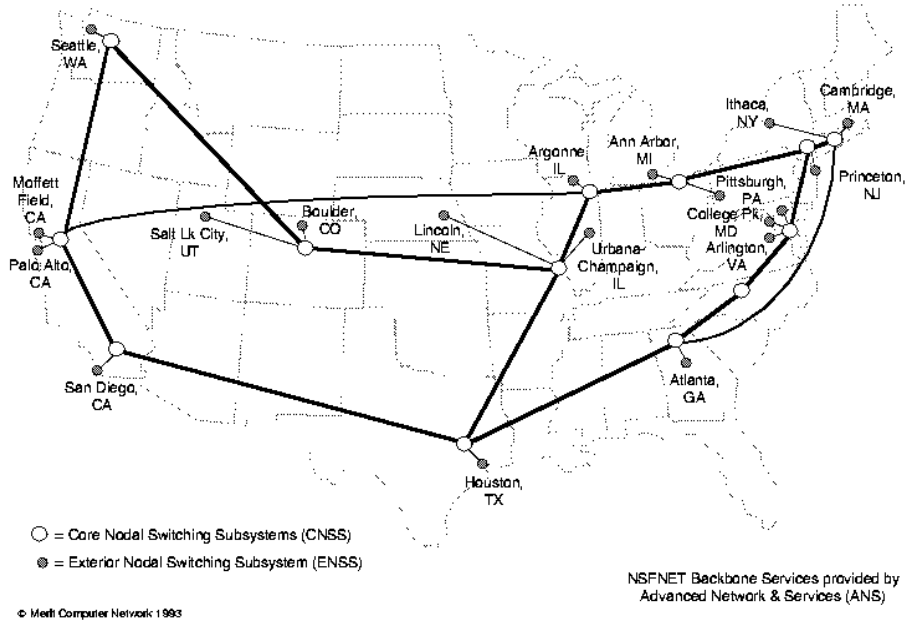 Seattle,
WA
Cambridge,
MA
Ithaca,
NY
Ann Arbor,
MI
Argonne,
IL
Princeton,
NJ
Pittsburgh,
PA
College Pk,
MD
Arlington,
VA
Moffett
Field,
CA
Palo Alto,
CA
Salt Lk City,
UT
Boulder,
CO
Lincoln,
NE
Urbana-
Champaign,
IL
San Diego,
CA
Atlanta,
GA
Houston,
TX
= Core Nodal Switching Subsystems (CNSS)
= Exterior Nodal Switching Subsystem (ENSS)
NSFNET Backbone Services provided by
Advanced Network & Services (ANS)
© Merit Computer Network 1993